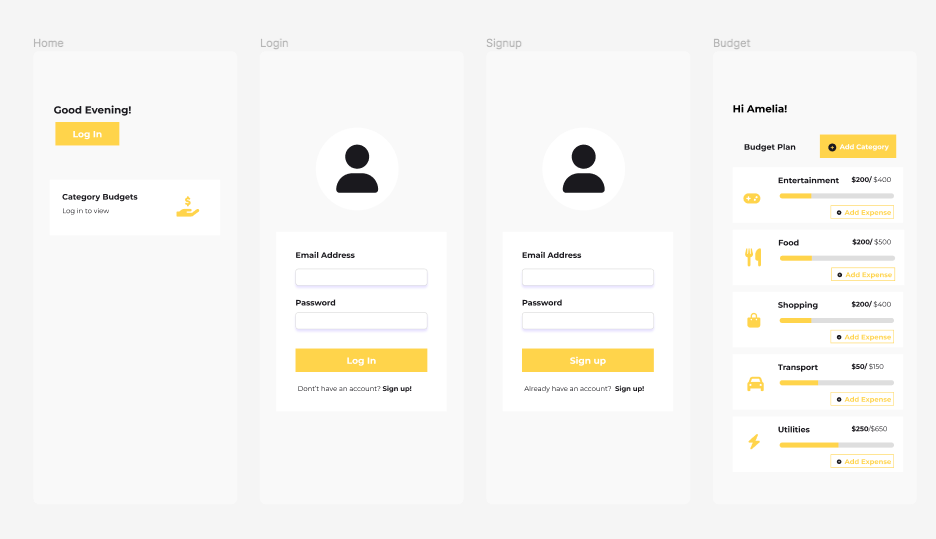 Home
Good Evening!
Log In
Category Budgets
Log in to view
$
Login
Email Address
Password
Log In
Dont't have an account? Sign up!
Signup
Email Address
Password
Sign up
Already have an account? Sign up!
Budget
Hi Amelia!
Budget Plan
Add Category
Entertainment $200/ $400
Add Expense
Food $200/ $500
Add Expense
Shopping $200/ $400
Add Expense
Transport $50/ $150
Add Expense
Utilities $250/$650
Add Expense